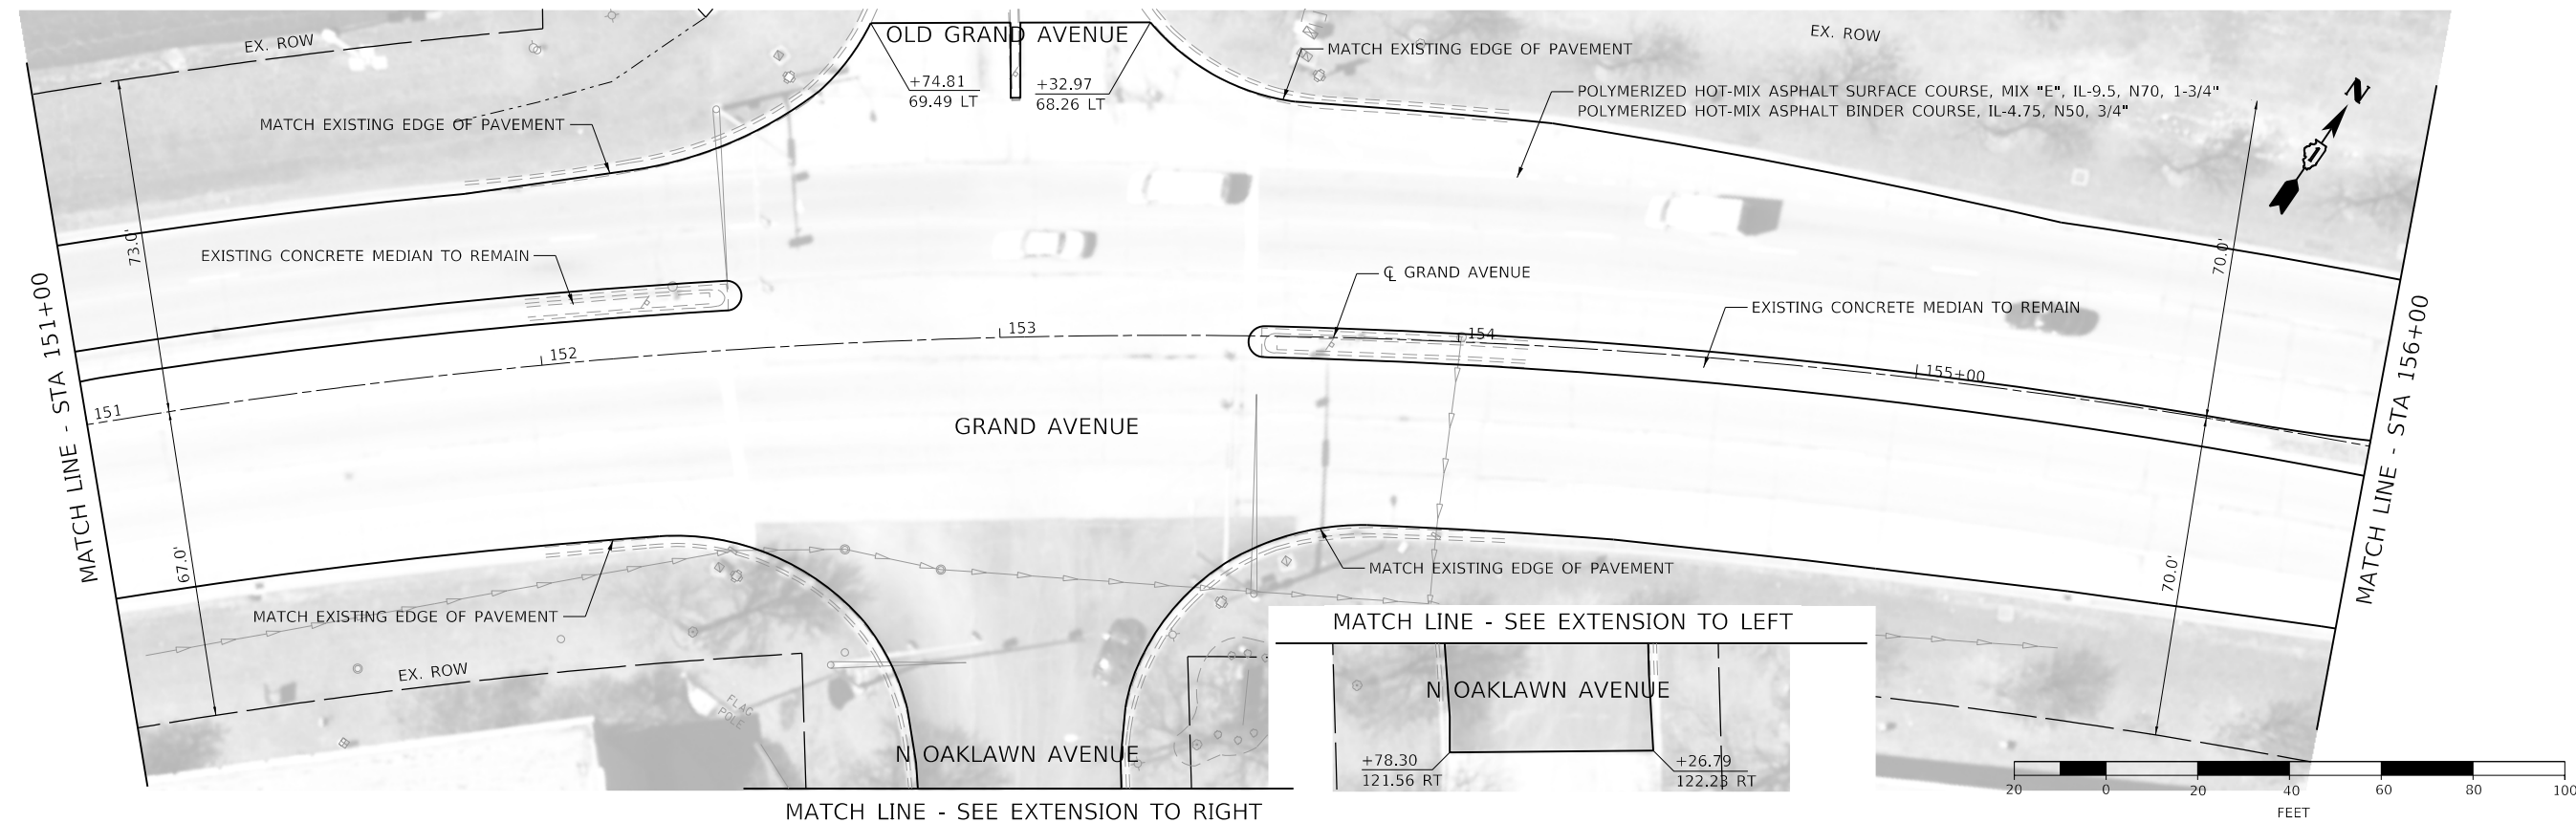 EX. ROW
OLD GRAND AVENUE
MATCH EXISTING EDGE OF PAVEMENT
EX. ROW
+74.81
69.49 LT
+32.97
68.26 LT
POLYMERIZED HOT-MIX ASPHALT SURFACE COURSE, MIX "E", IL-9.5, N70, 1-3/4"
POLYMERIZED HOT-MIX ASPHALT BINDER COURSE, IL-4.75, N50, 3/4"
N
MATCH EXISTING EDGE OF PAVEMENT
73.0'
EXISTING CONCRETE MEDIAN TO REMAIN
70.0'
℄ GRAND AVENUE
EXISTING CONCRETE MEDIAN TO REMAIN
MATCH LINE - STA 151+00
151
152
153
154
155+00
MATCH LINE - STA 156+00
GRAND AVENUE
67.0'
70.0'
MATCH EXISTING EDGE OF PAVEMENT
MATCH EXISTING EDGE OF PAVEMENT
EX. ROW
FLAG
POLE
MATCH LINE - SEE EXTENSION TO LEFT
N OAKLAWN AVENUE
+78.30
121.56 RT
+26.79
122.23 RT
N OAKLAWN AVENUE
MATCH LINE - SEE EXTENSION TO RIGHT
20 0 20 40 60 80 100
FEET